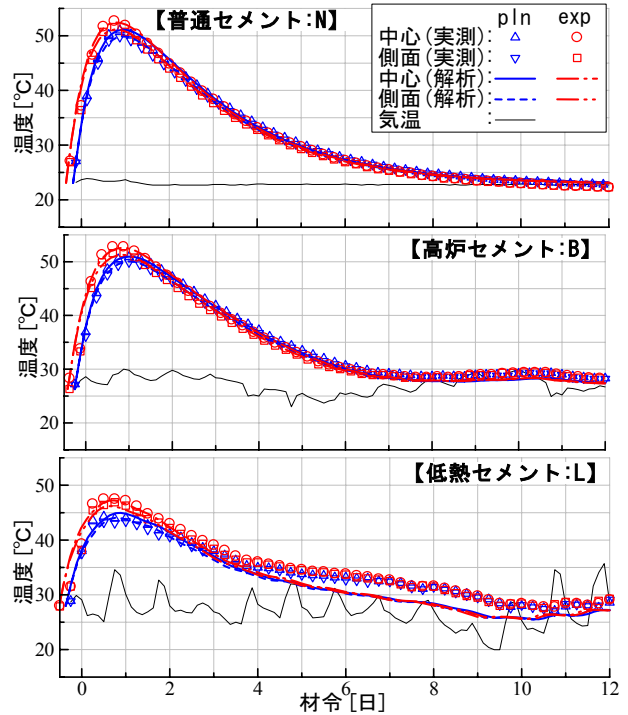 【普通セメント:N】
pln exp
中心(実測):
側面(実測):
中心(解析):
側面(解析):
気温 :
温度[℃]
50
40
30
20
【高炉セメント:B】
温度[℃]
50
40
30
20
【低熱セメント:L】
温度[℃]
50
40
30
20
0 2 4 6 8 10 12
材令[日]